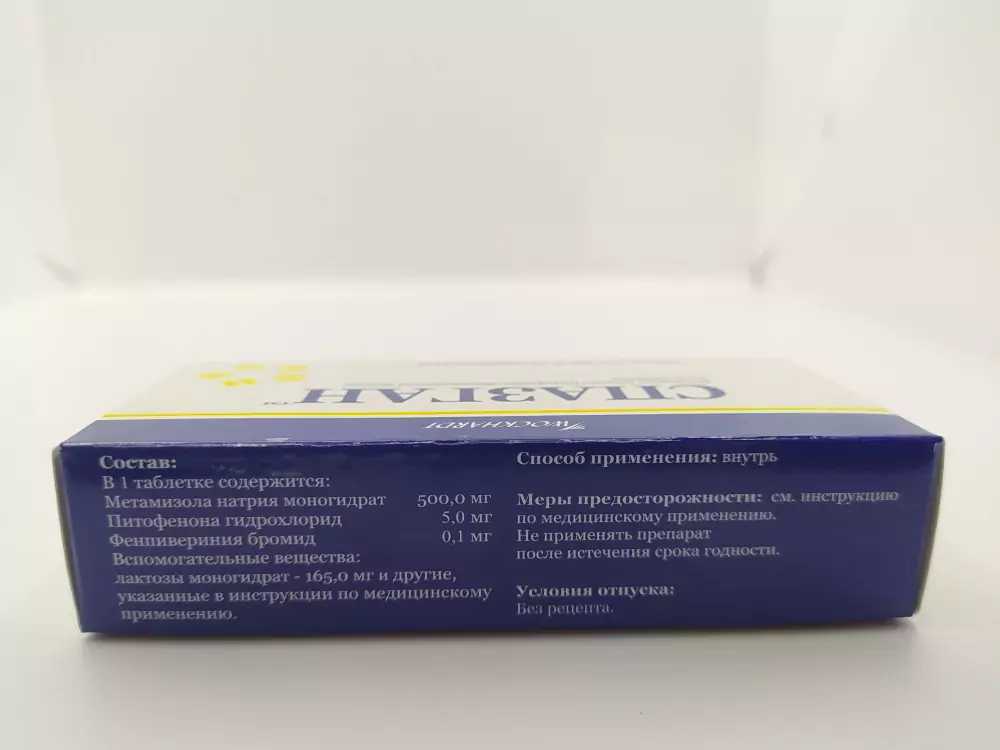 СПАЗГАН
WOCKHARDT
Состав:
В 1 таблетке содержится:
Метамизола натрия моногидрат 500,0 мг
Питофенона гидрохлорид 5,0 мг
Фенпивериния бромид 0,1 мг
Вспомогательные вещества:
лактозы моногидрат - 165,0 мг и другие,
указанные в инструкции по медицинскому
применению.
Способ применения: внутрь
Меры предосторожности: см. инструкцию
по медицинскому применению.
Не применять препарат
после истечения срока годности.
Условия отпуска:
Без рецепта.